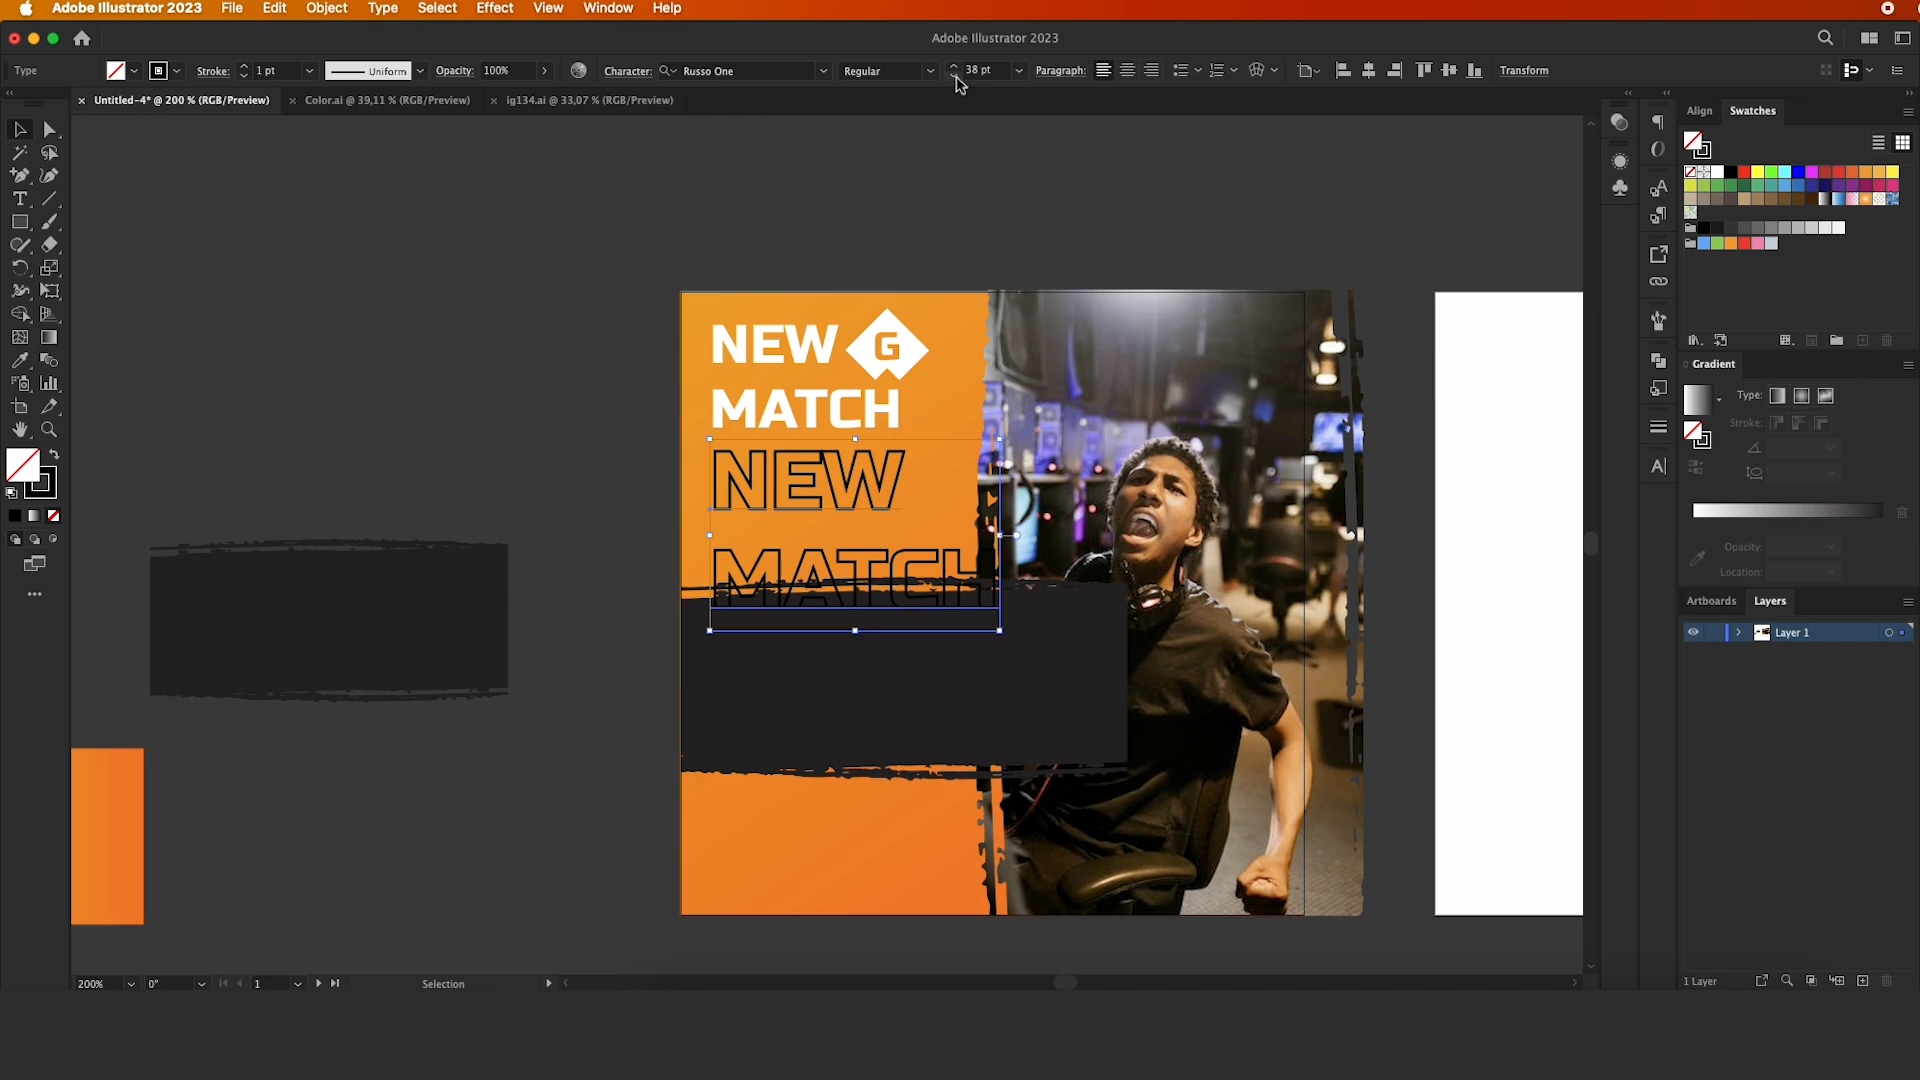 Adobe Illustrator 2023 File Edit Object Type Select Effect View Window Help
Adobe Illustrator 2023
Type Stroke: 1 pt Uniform Opacity: 100% Character: Russo One Regular 38 pt Paragraph: Transform
Untitled-4* @ 200 % (RGB/Preview) Color.ai @ 39,11 % (RGB/Preview) ig134.ai @ 33,07 % (RGB/Preview)
Align Swatches
NEW G
MATCH
NEW
MATCH
Gradient
Type:
Stroke:
Opacity:
Location:
Artboards Layers
Layer 1
200% 0° 1 Selection
1 Layer